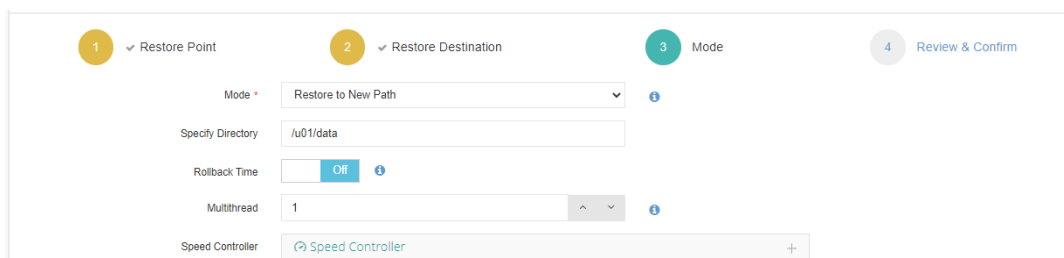 1 Restore Point 2 Restore Destination 3 Mode 4 Review & Confirm
Mode * Restore to New Path
Specify Directory /u01/data
Rollback Time Off
Multithread 1
Speed Controller Speed Controller